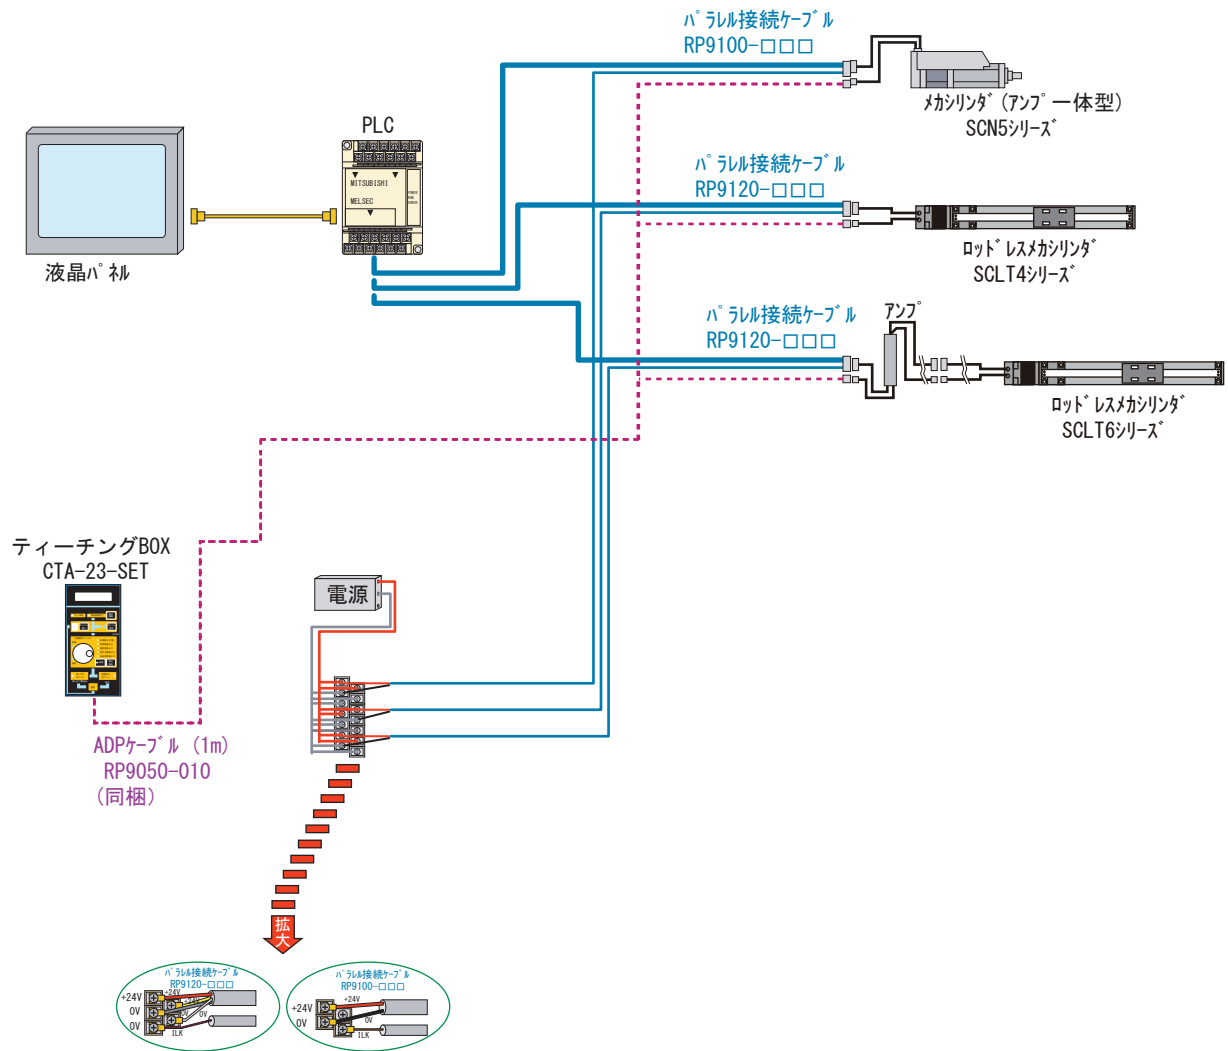 パラレル接続ケーブル
RP9100-□□□
メカシリンダ(アンプ一体型)
SCN5シリーズ
PLC
MITSUBISHI
MELSEC
POWER
RUN
ERROR
液晶パネル
パラレル接続ケーブル
RP9120-□□□
ロッドレスメカシリンダ
SCLT4シリーズ
パラレル接続ケーブル
RP9120-□□□
アンプ
ロッドレスメカシリンダ
SCLT6シリーズ
ティーチングBOX
CTA-23-SET
電源
ADPケーブル (1m)
RP9050-010
(同梱)
拡大
パラレル接続ケーブル
RP9120-□□□
+24V
+24V
+24V
0V
0V
0V
0V
ILK
パラレル接続ケーブル
RP9100-□□□
+24V
+24V
0V
0V
ILK